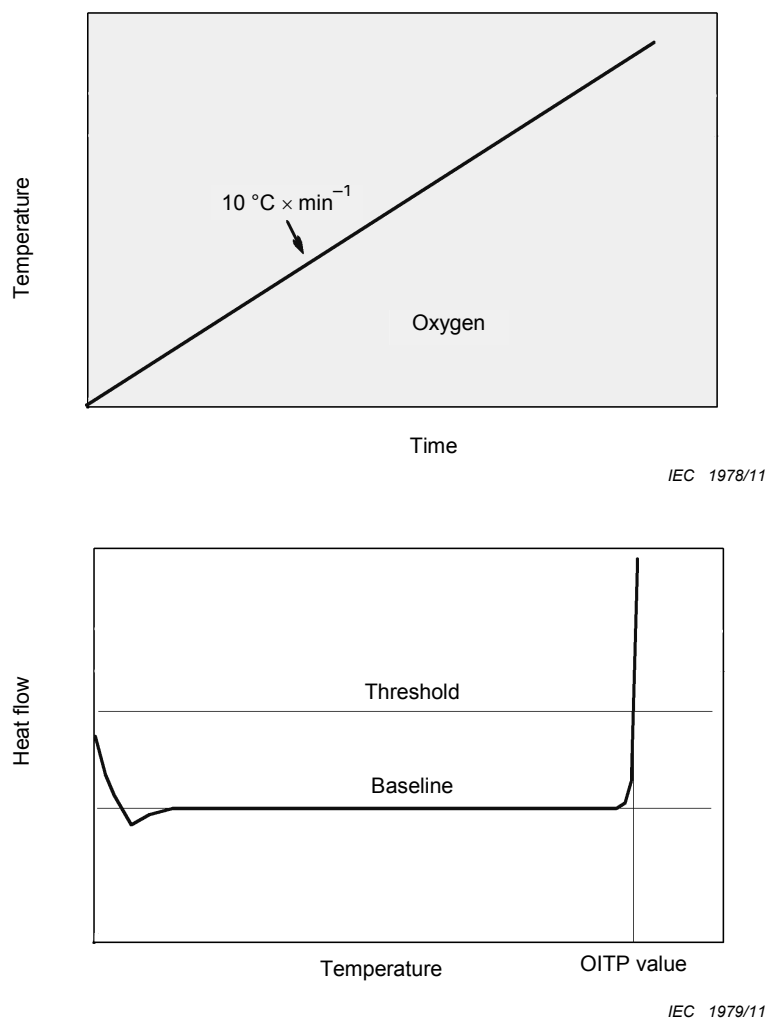 Temperature
10 °C × min⁻¹
Oxygen
Time
IEC 1978/11
Heat flow
Threshold
Baseline
Temperature
OITP value
IEC 1979/11